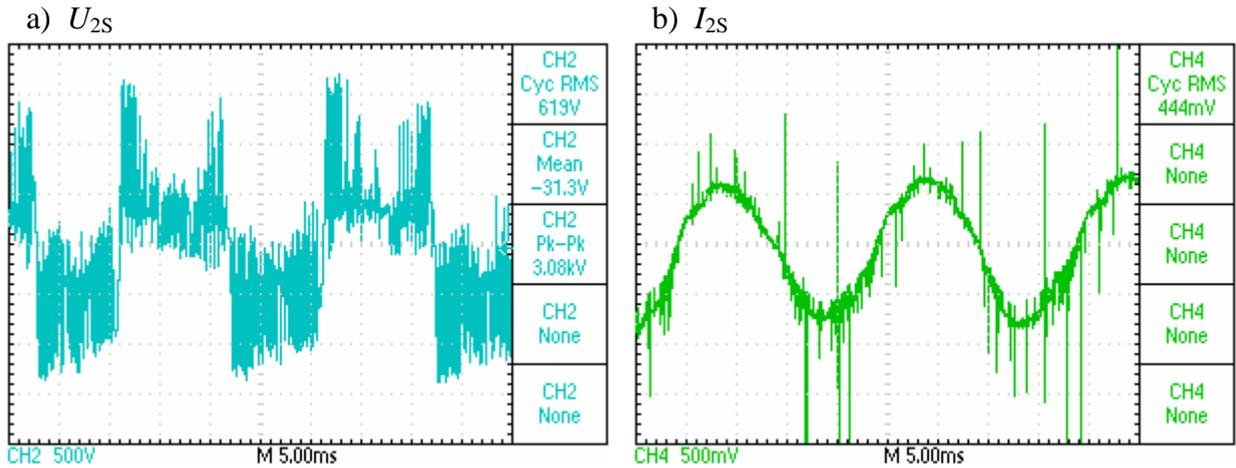 a) U2S
CH2
Cyc RMS
619V
CH2
Mean
-31.3V
CH2
Pk-Pk
3.08kV
CH2
None
CH2
None
CH2 500V M 5.00ms
b) I2S
CH4
Cyc RMS
444mV
CH4
None
CH4
None
CH4
None
CH4
None
CH4 500mV M 5.00ms